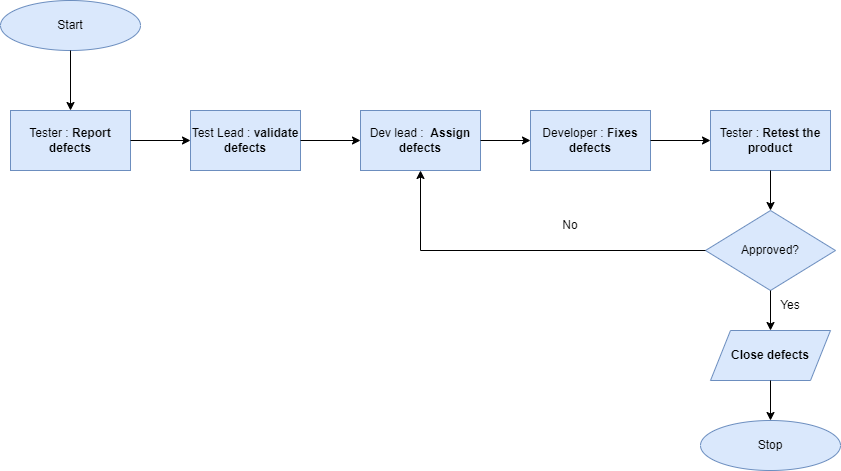 Start
Tester : Report
defects
Test Lead : validate
defects
Dev lead :  Assign
defects
Developer : Fixes
defects
Tester : Retest the
product
No
Approved?
Yes
Close defects
Stop